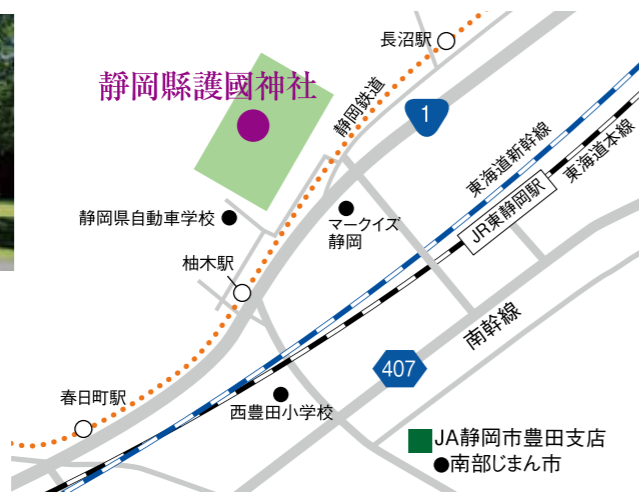 長沼駅
靜岡縣護國神社
静岡鉄道
1
東海道新幹線
東海道本線
JR東静岡駅
静岡県自動車学校
マークイズ
静岡
柚木駅
南幹線
407
春日町駅
西豊田小学校
JA静岡市豊田支店
南部じまん市